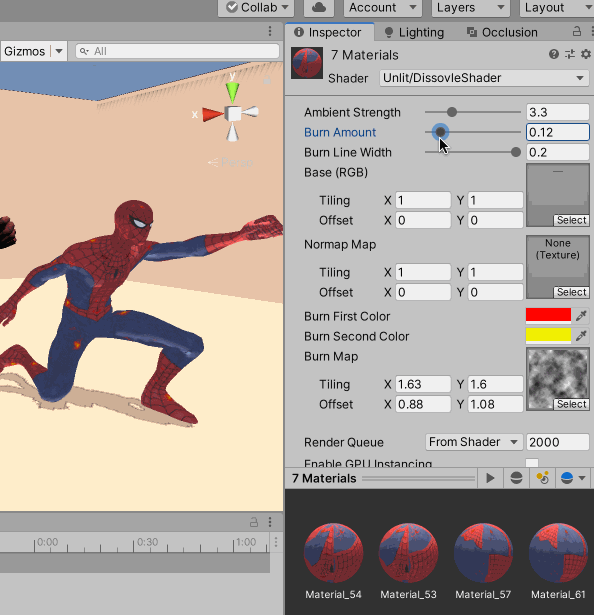 Collab
Account
Layers
Layout
Inspector
Lighting
Occlusion
Gizmos
All
7 Materials
Shader
Unlit/DissovleShader
y
x
Ambient Strength
3.3
Burn Amount
0.12
Burn Line Width
0.2
Base (RGB)
Tiling X 1 Y 1
Offset X 0 Y 0
Select
Normap Map
None
(Texture)
Tiling X 1 Y 1
Offset X 0 Y 0
Select
Burn First Color
Burn Second Color
Burn Map
Tiling X 1.63 Y 1.6
Offset X 0.88 Y 1.08
Select
Render Queue
From Shader
2000
Enable GPU Instancing
7 Materials
0:00
0:30
1:00
Material_54
Material_53
Material_57
Material_61